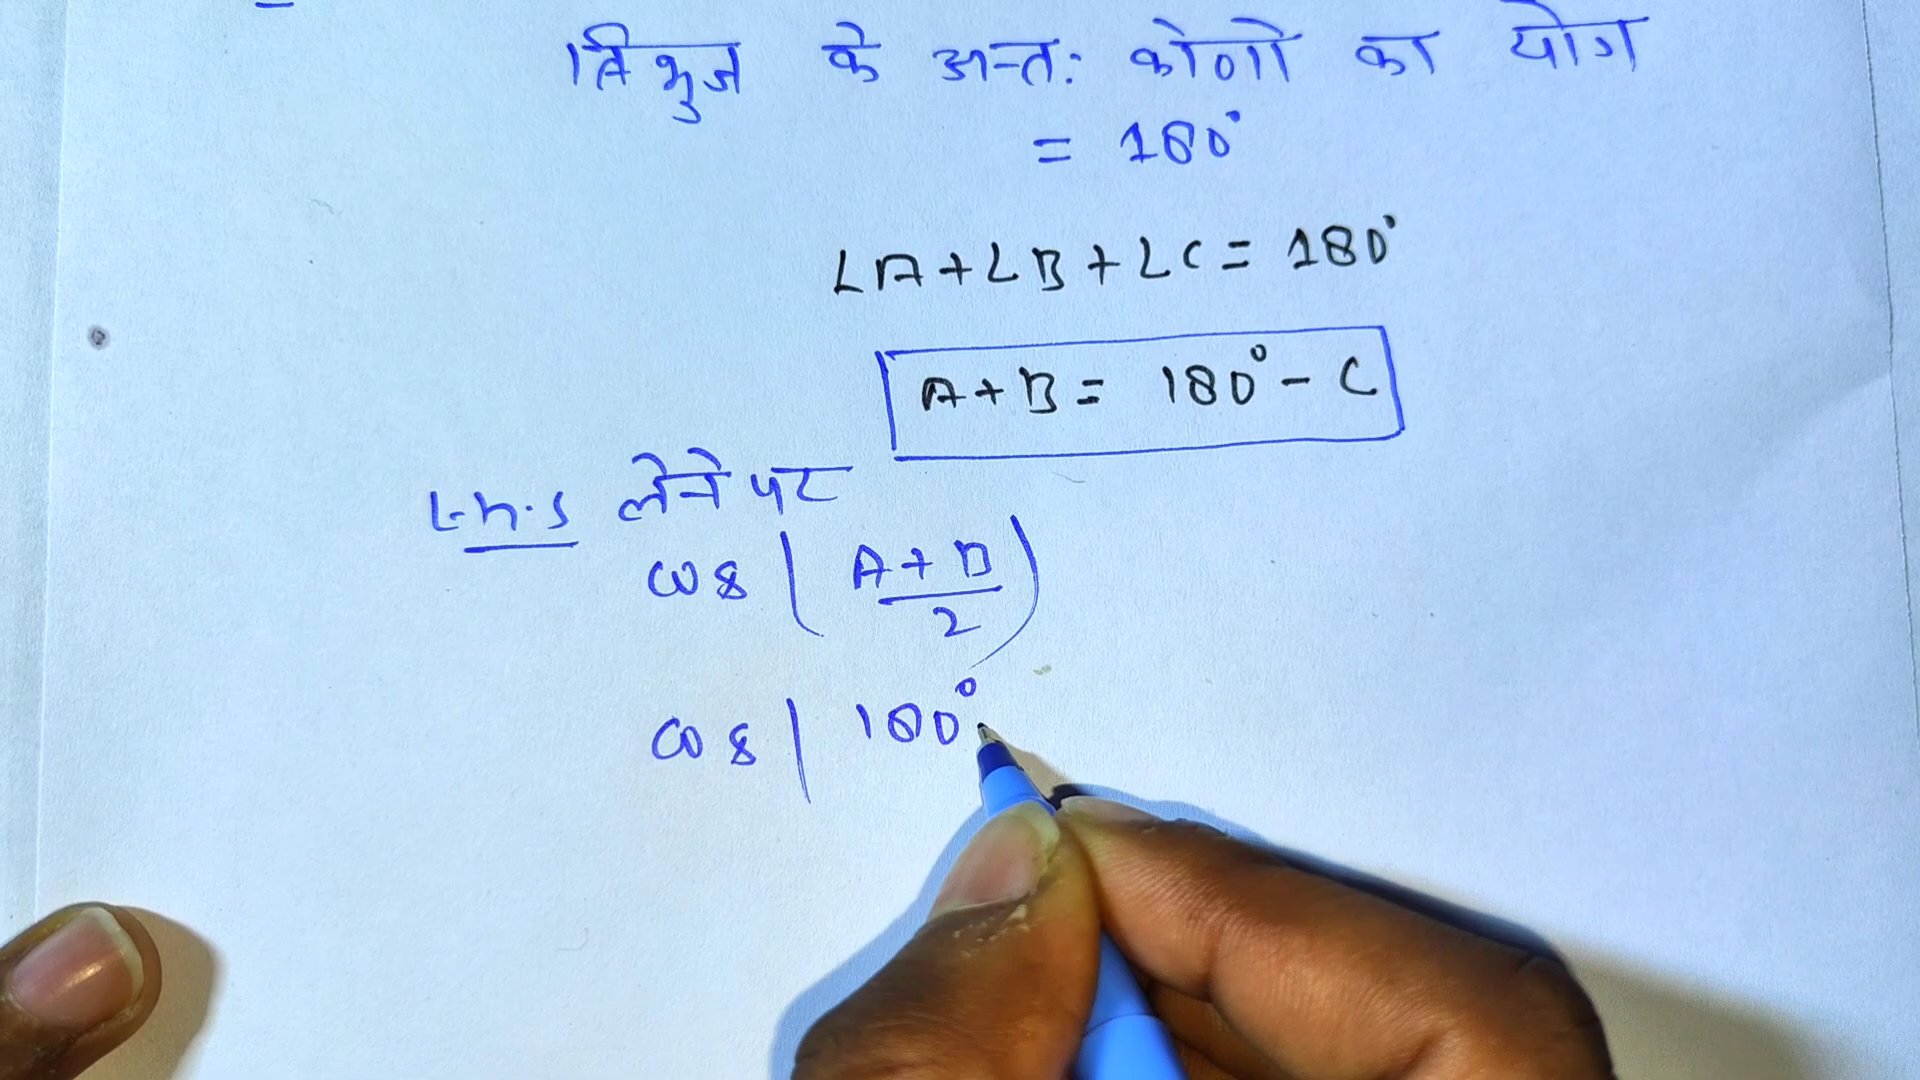 त्रिभुज के अन्त: कोणो का योग
= 180°
∠A+∠B+∠C= 180°
A+B= 180°- C
L.h.s लेने पर
cos ( A+B/2 )
cos ( 180°